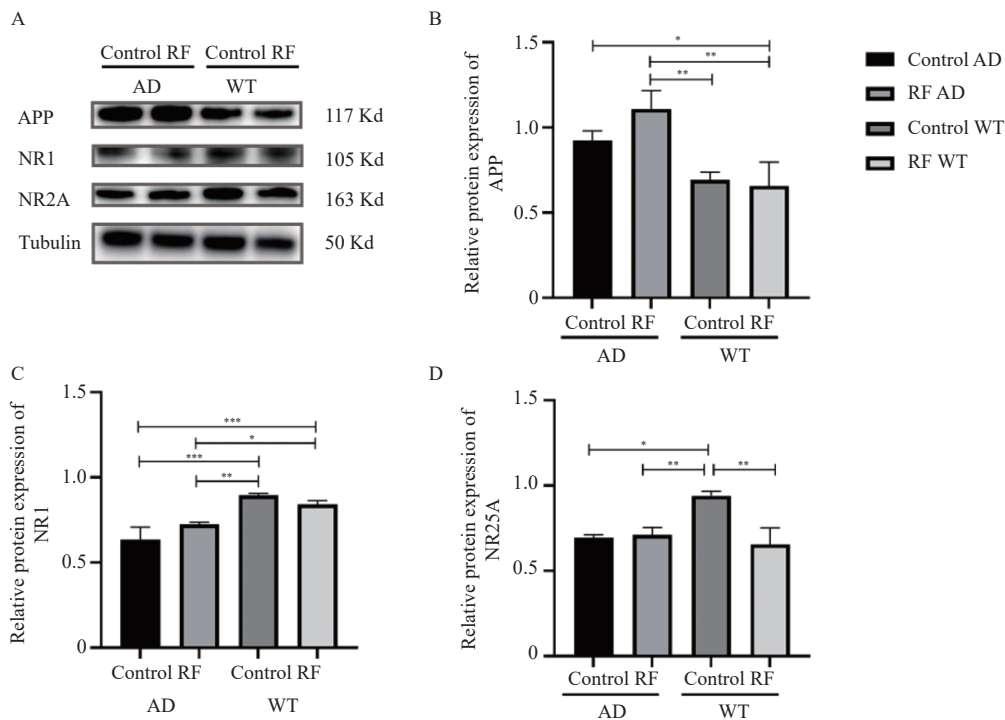 A
Control RF Control RF
AD WT
APP 117 Kd
NR1 105 Kd
NR2A 163 Kd
Tubulin 50 Kd
B
Relative protein expression of
APP
1.5
1.0
0.5
0
*
**
**
Control RF Control RF
AD WT
Control AD
RF AD
Control WT
RF WT
C
Relative protein expression of
NR1
1.5
1.0
0.5
0
***
*
***
**
Control RF Control RF
AD WT
D
Relative protein expression of
NR25A
1.5
1.0
0.5
0
*
**
**
Control RF Control RF
AD WT